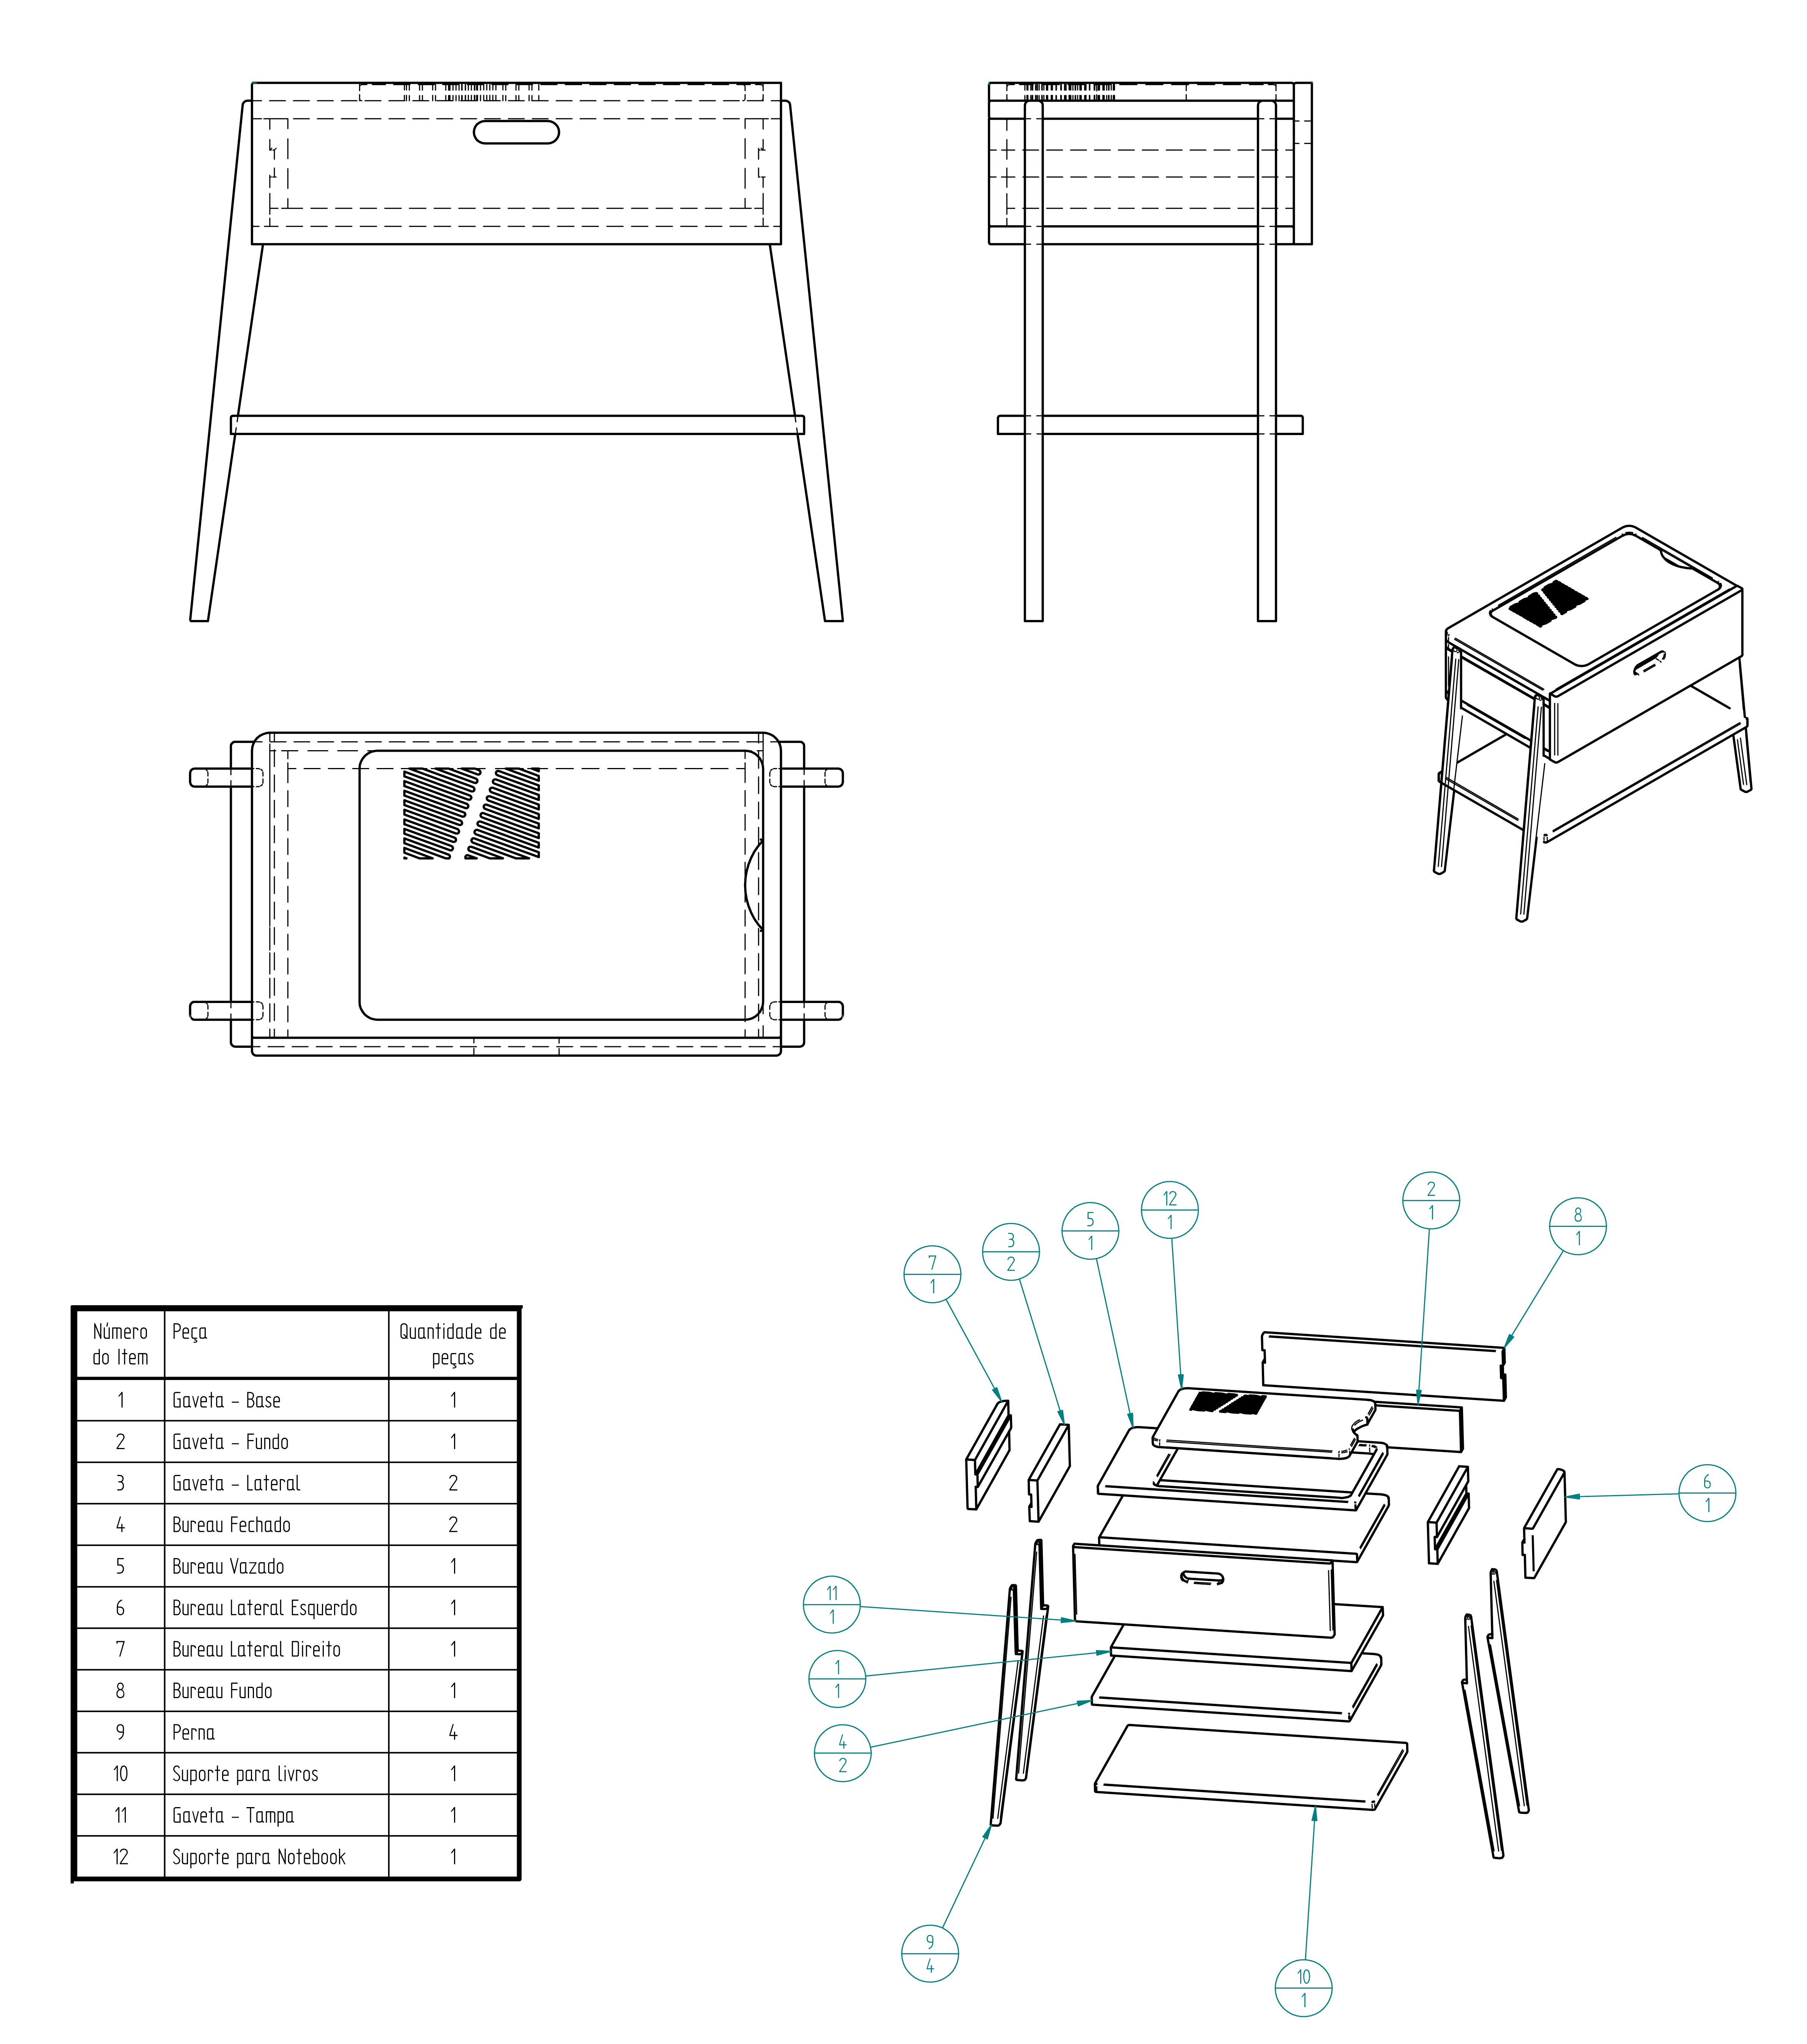 Número do Item Peça Quantidade de peças
1 Gaveta - Base 1
2 Gaveta - Fundo 1
3 Gaveta - Lateral 2
4 Bureau Fechado 2
5 Bureau Vazado 1
6 Bureau Lateral Esquerdo 1
7 Bureau Lateral Direito 1
8 Bureau Fundo 1
9 Perna 4
10 Suporte para livros 1
11 Gaveta - Tampa 1
12 Suporte para Notebook 1
7
1
3
2
5
1
12
1
2
1
8
1
6
1
11
1
1
1
4
2
9
4
10
1